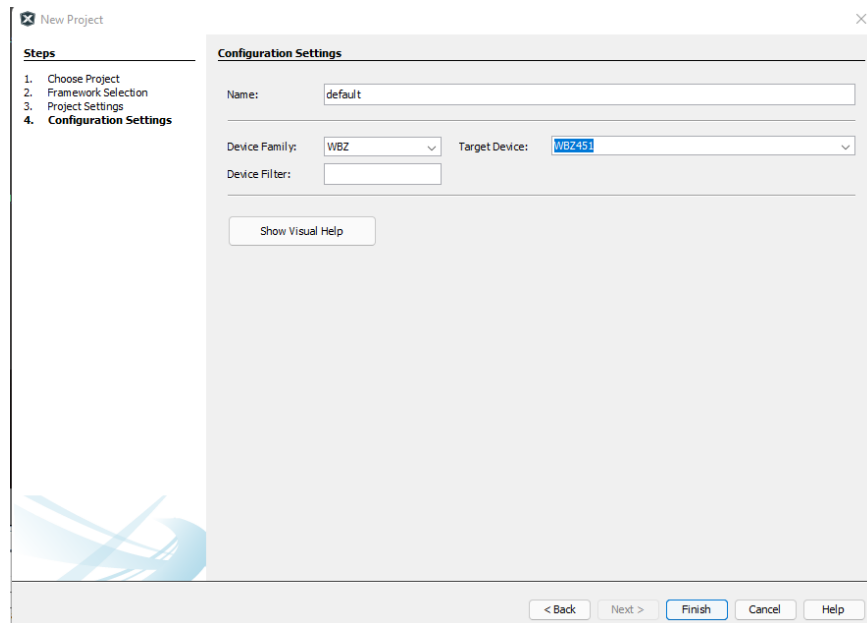 New Project
Steps
1. Choose Project
2. Framework Selection
3. Project Settings
4. Configuration Settings
Configuration Settings
Name: default
Device Family: WBZ Target Device: WBZ451
Device Filter:
Show Visual Help
< Back Next > Finish Cancel Help